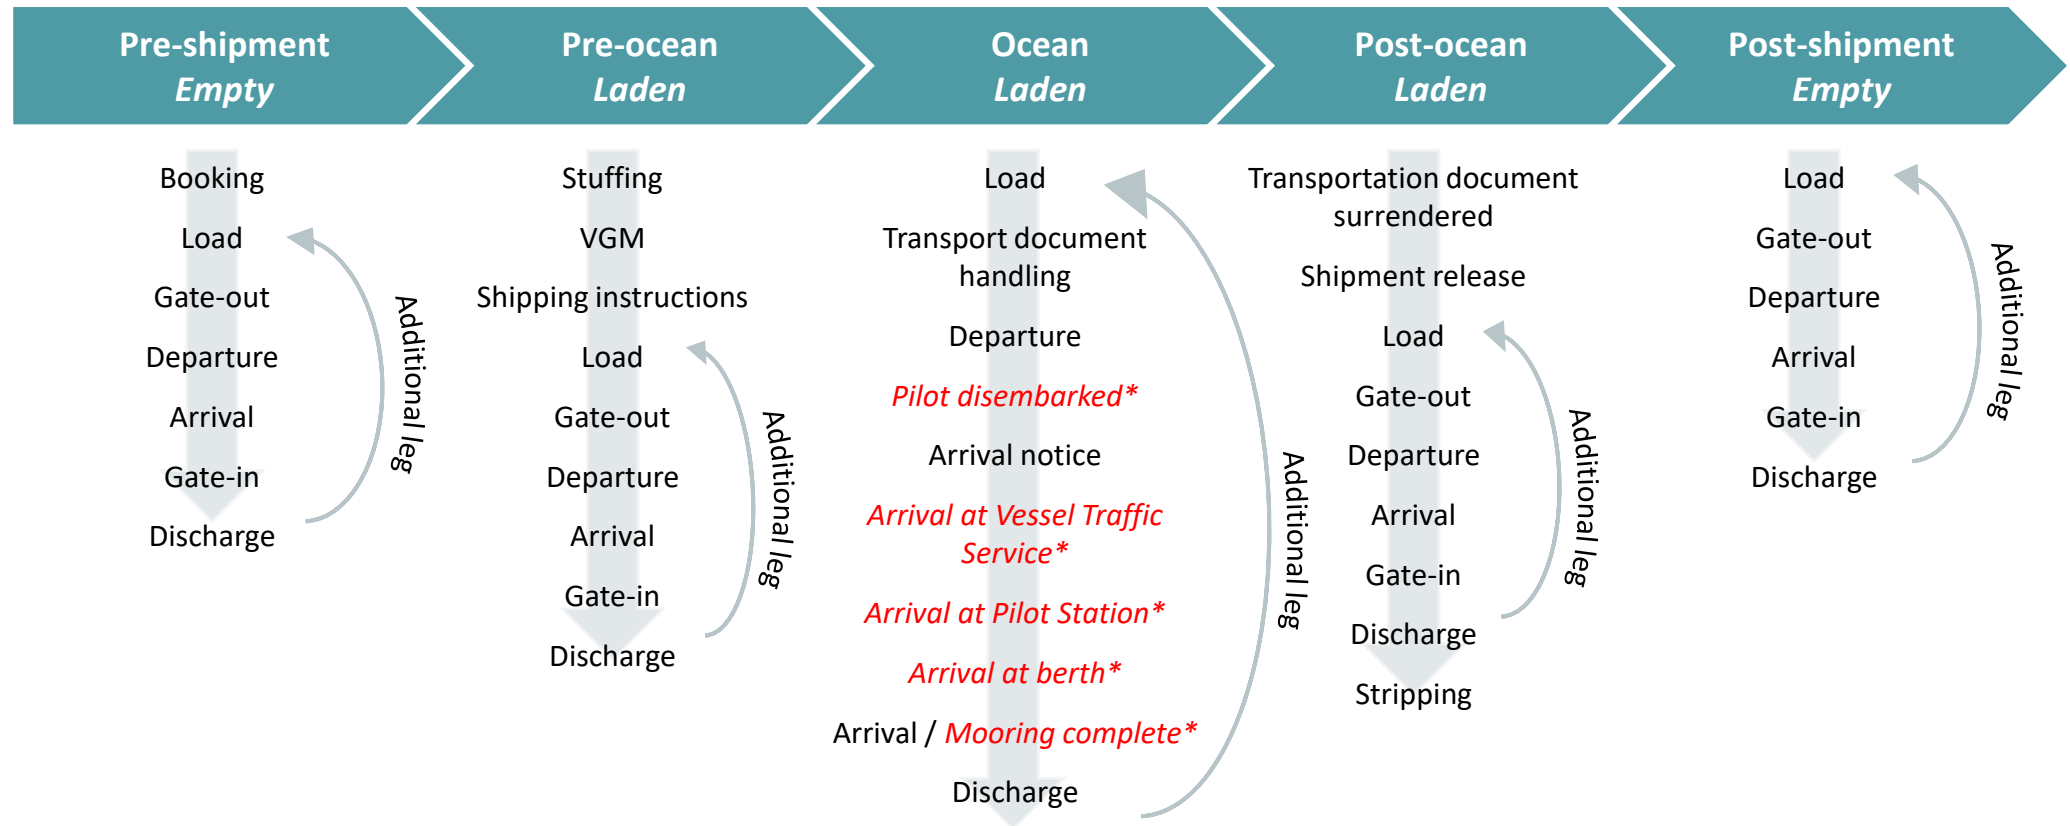 Pre-shipment
Empty
Pre-ocean
Laden
Ocean
Laden
Post-ocean
Laden
Post-shipment
Empty
Booking
Load
Gate-out
Departure
Arrival
Gate-in
Discharge
Additional leg
Stuffing
VGM
Shipping instructions
Load
Gate-out
Departure
Arrival
Gate-in
Discharge
Additional leg
Load
Transport document
handling
Departure
Pilot disembarked*
Arrival notice
Arrival at Vessel Traffic
Service*
Arrival at Pilot Station*
Arrival at berth*
Arrival / Mooring complete*
Discharge
Additional leg
Transportation document
surrendered
Shipment release
Load
Gate-out
Departure
Arrival
Gate-in
Discharge
Stripping
Additional leg
Load
Gate-out
Departure
Arrival
Gate-in
Discharge
Additional leg